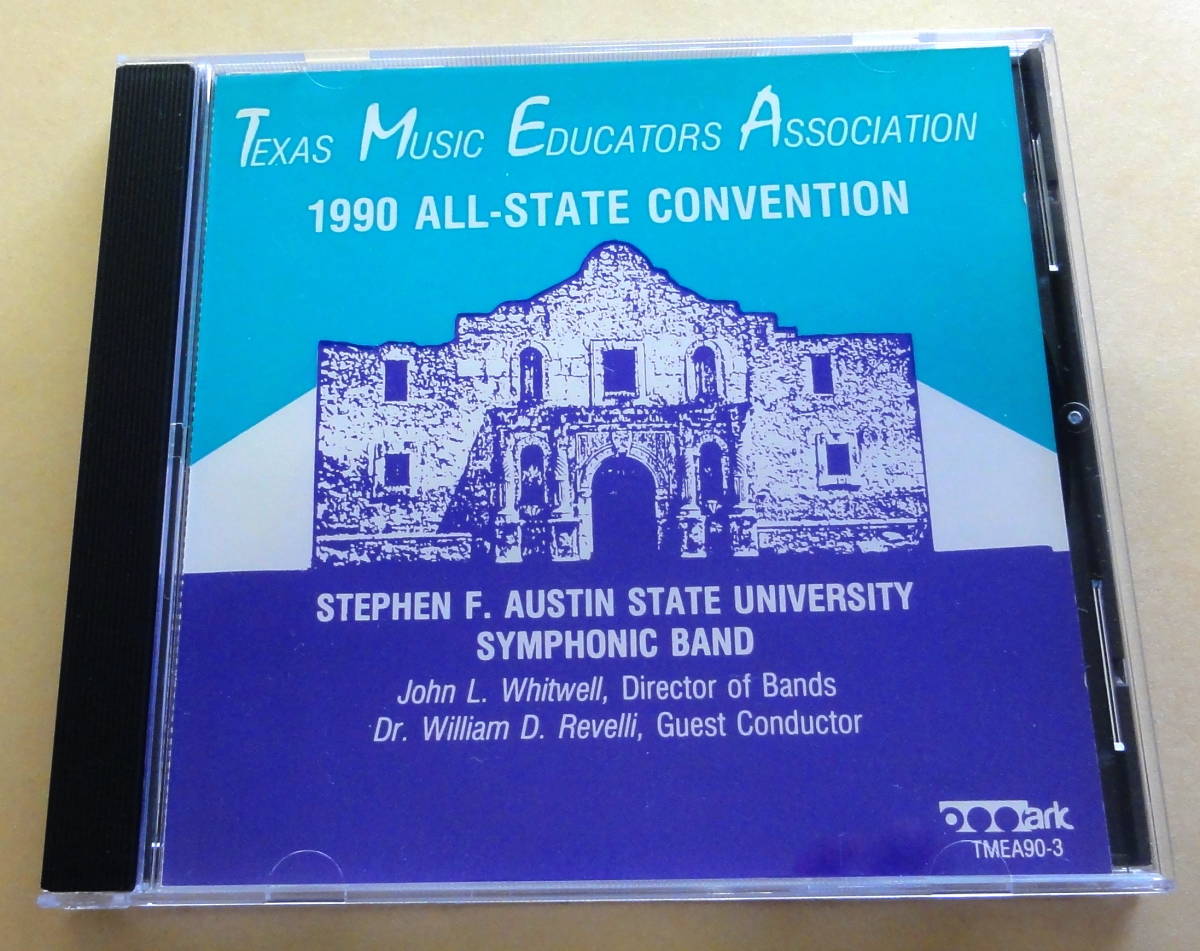 Texas Music Educators Association
1990 ALL-STATE CONVENTION
STEPHEN F. AUSTIN STATE UNIVERSITY
SYMPHONIC BAND
John L. Whitwell, Director of Bands
Dr. William D. Revelli, Guest Conductor
mark
TMEA90-3